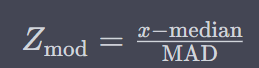 Z_mod = (x−median)/MAD